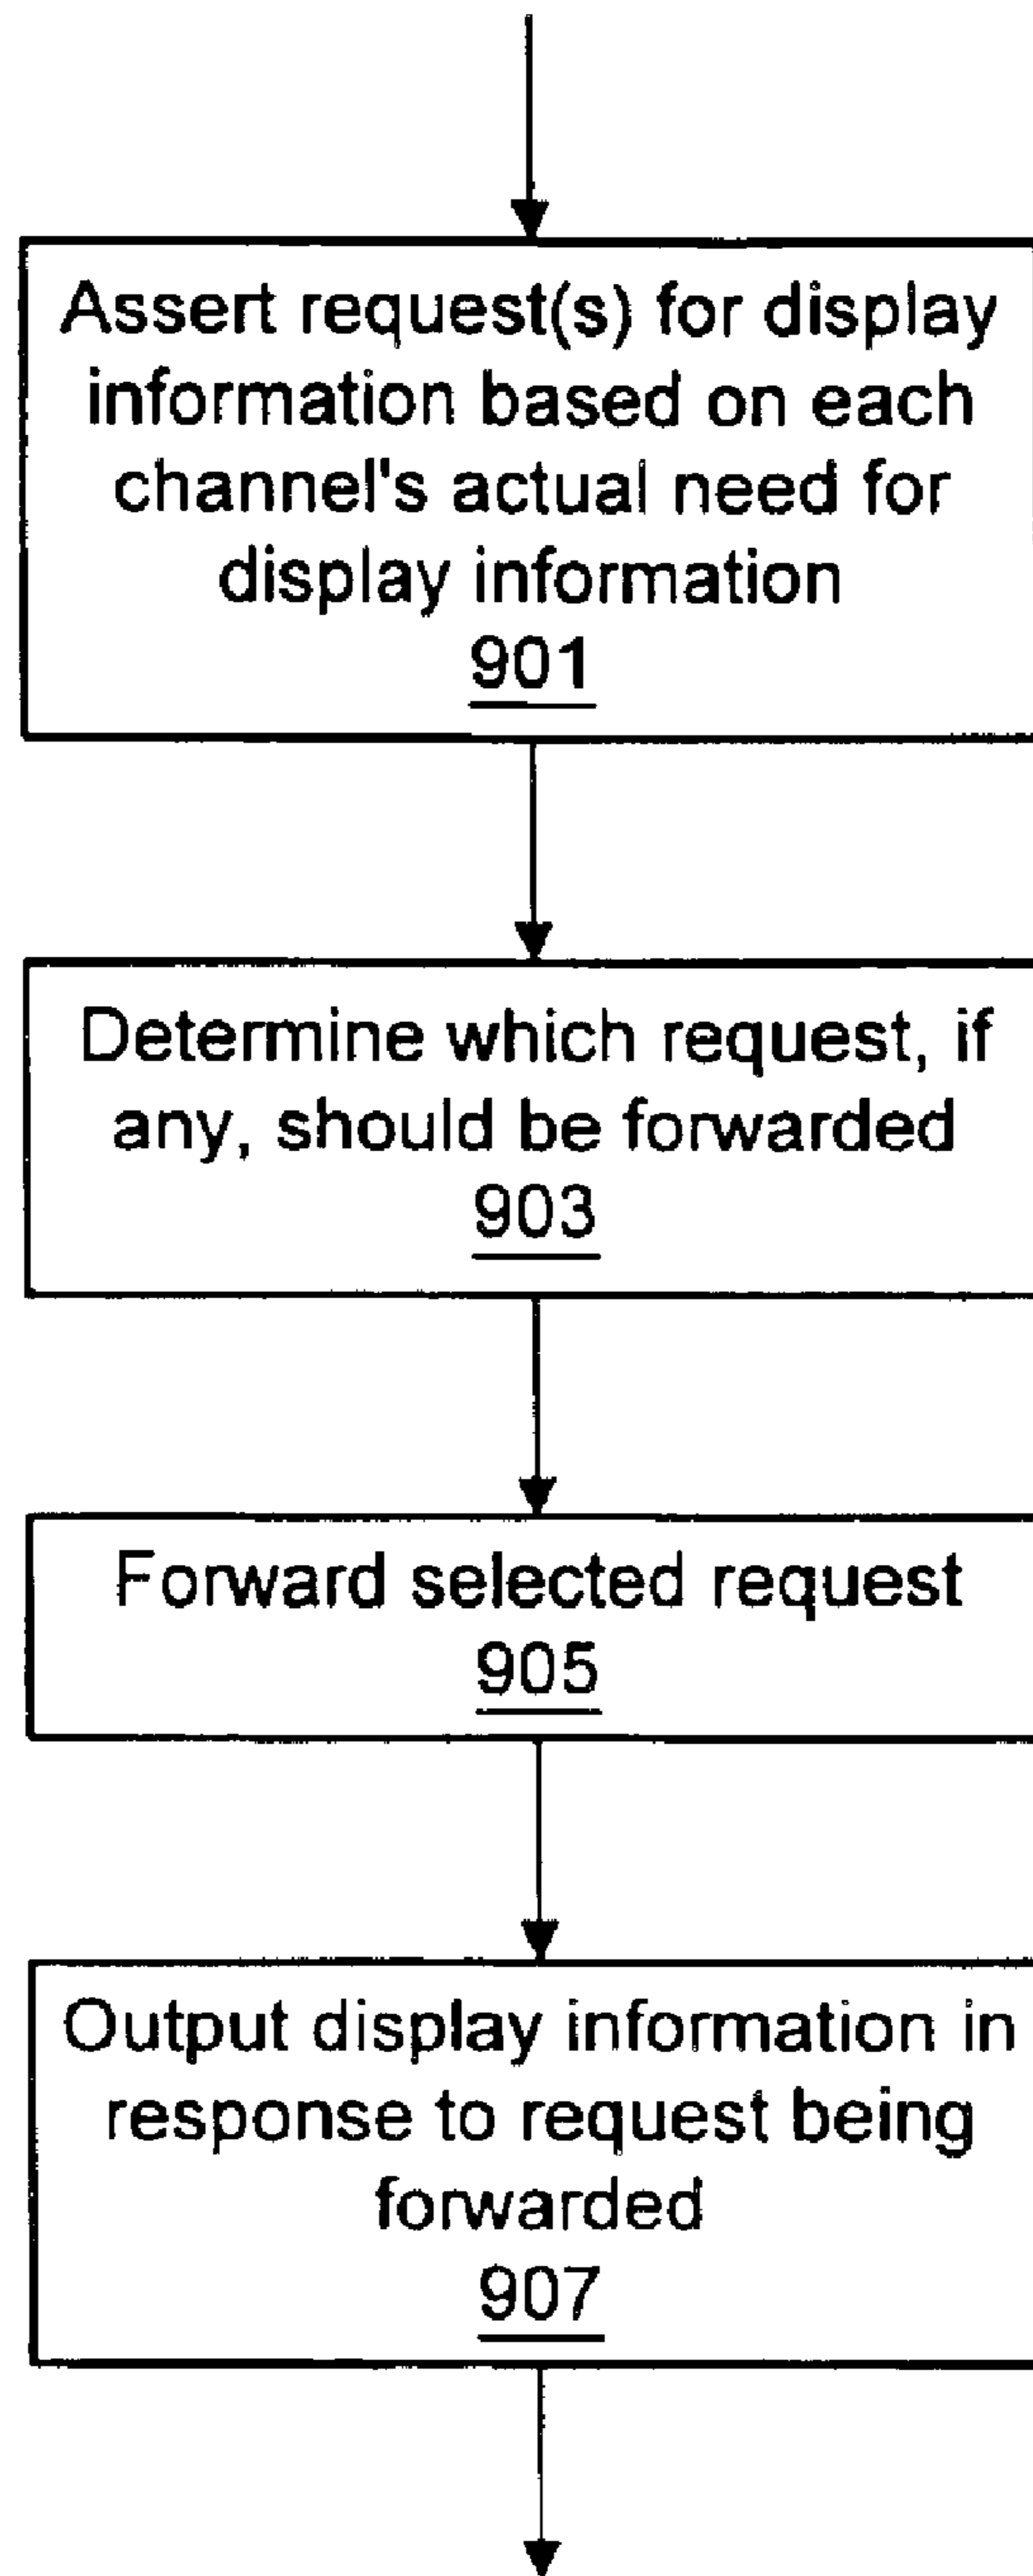 Assert request(s) for display
information based on each
channel's actual need for
display information
901
Determine which request, if
any, should be forwarded
903
Forward selected request
905
Output display information in
response to request being
forwarded
907